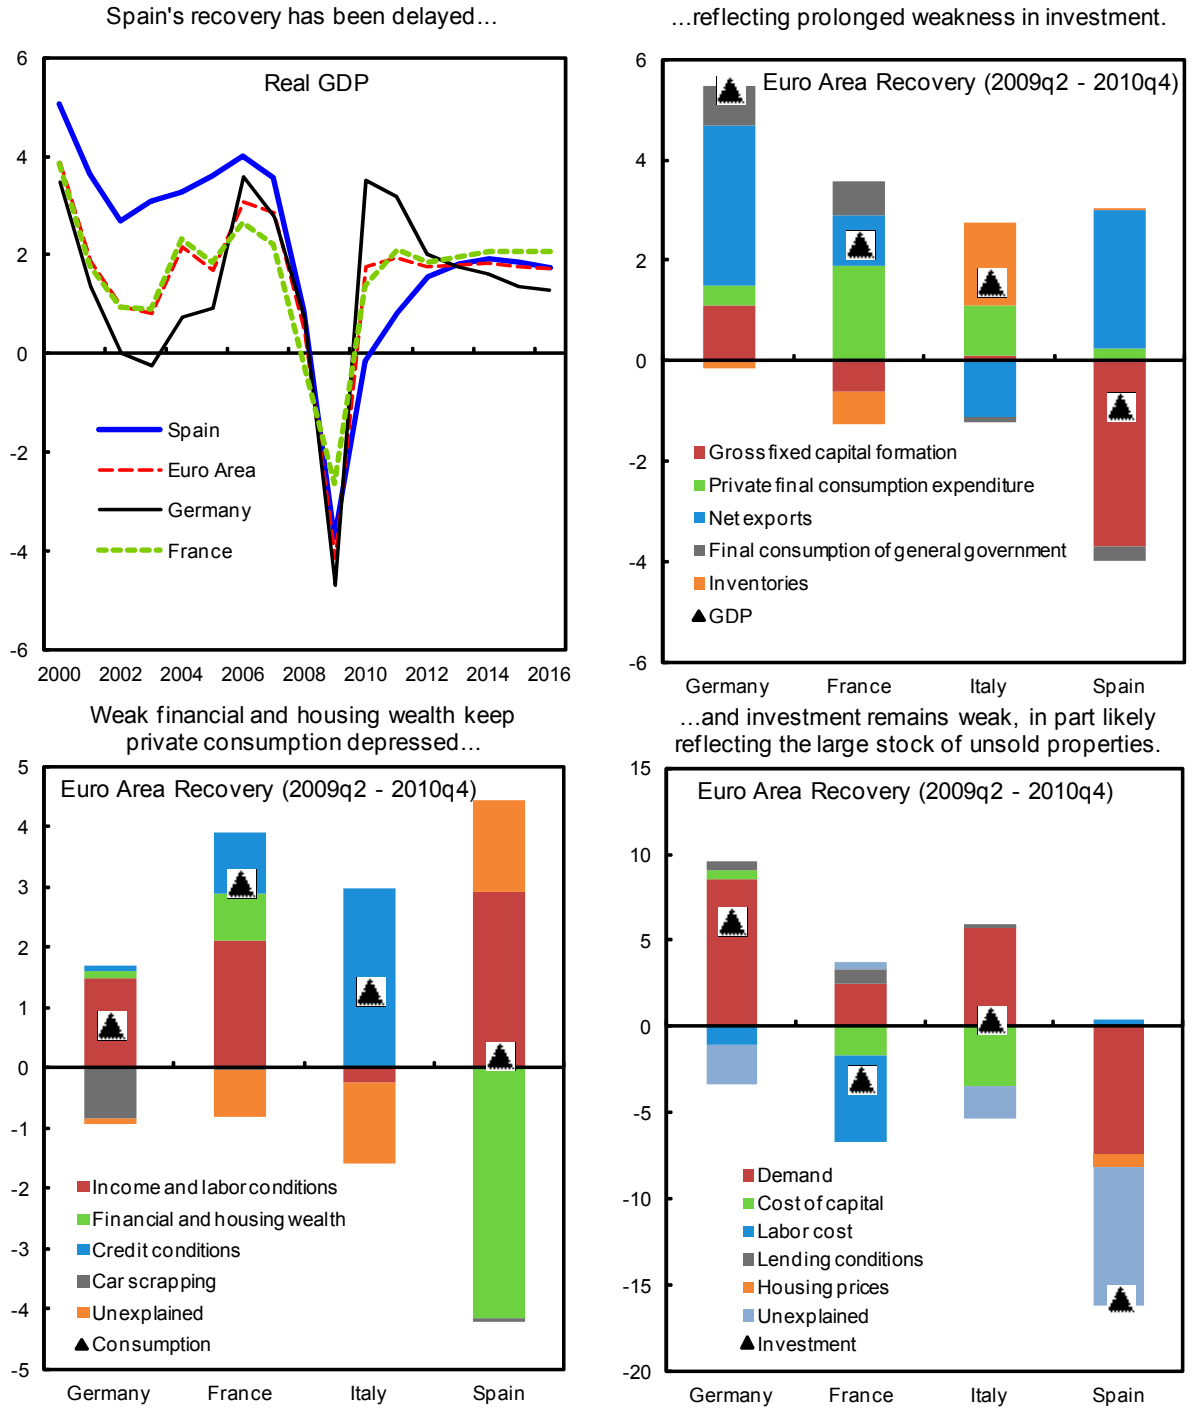 Spain's recovery has been delayed...
6
Real GDP
4
2
0
-2
-4
-6
Spain
Euro Area
Germany
France
2000 2002 2004 2006 2008 2010 2012 2014 2016
...reflecting prolonged weakness in investment.
6
Euro Area Recovery (2009q2 - 2010q4)
4
2
0
-2
-4
-6
Gross fixed capital formation
Private final consumption expenditure
Net exports
Final consumption of general government
Inventories
GDP
Germany France Italy Spain
Weak financial and housing wealth keep
private consumption depressed...
5
Euro Area Recovery (2009q2 - 2010q4)
4
3
2
1
0
-1
-2
-3
-4
-5
Income and labor conditions
Financial and housing wealth
Credit conditions
Car scrapping
Unexplained
Consumption
Germany France Italy Spain
...and investment remains weak, in part likely
reflecting the large stock of unsold properties.
15
Euro Area Recovery (2009q2 - 2010q4)
10
5
0
-5
-10
-15
-20
Demand
Cost of capital
Labor cost
Lending conditions
Housing prices
Unexplained
Investment
Germany France Italy Spain